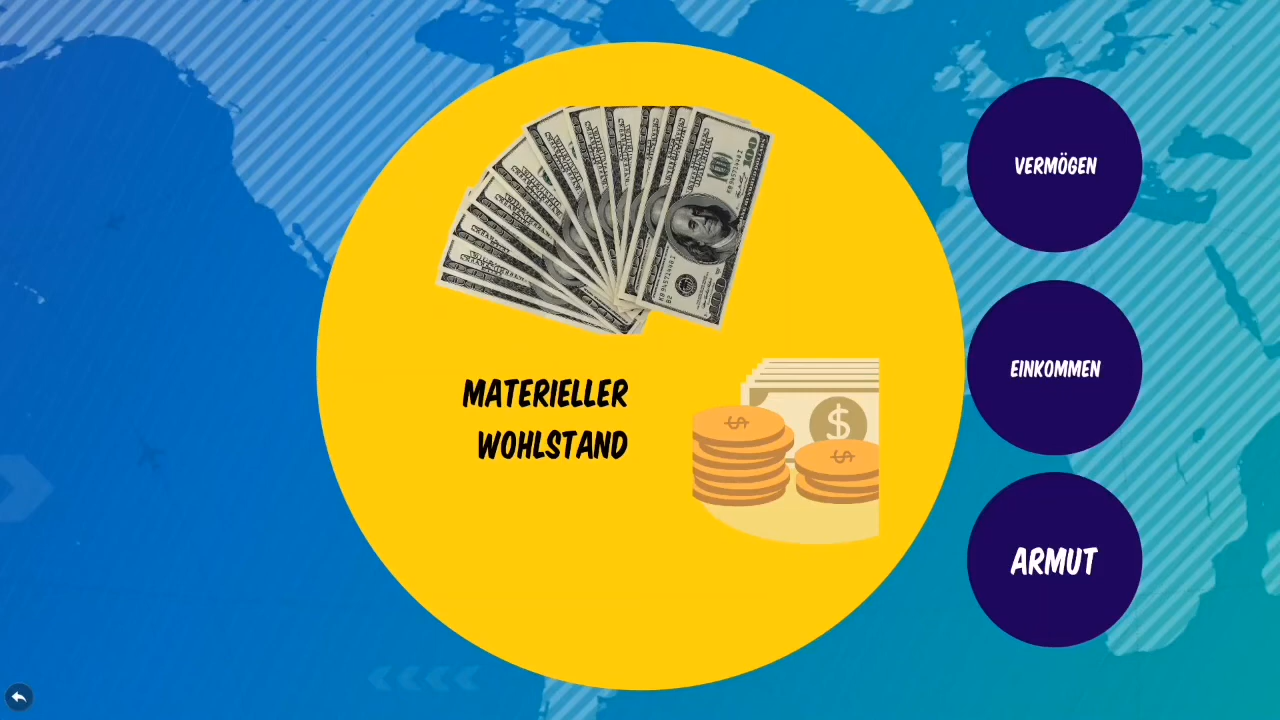 MATERIELLER
WOHLSTAND
VERMÖGEN
EINKOMMEN
ARMUT